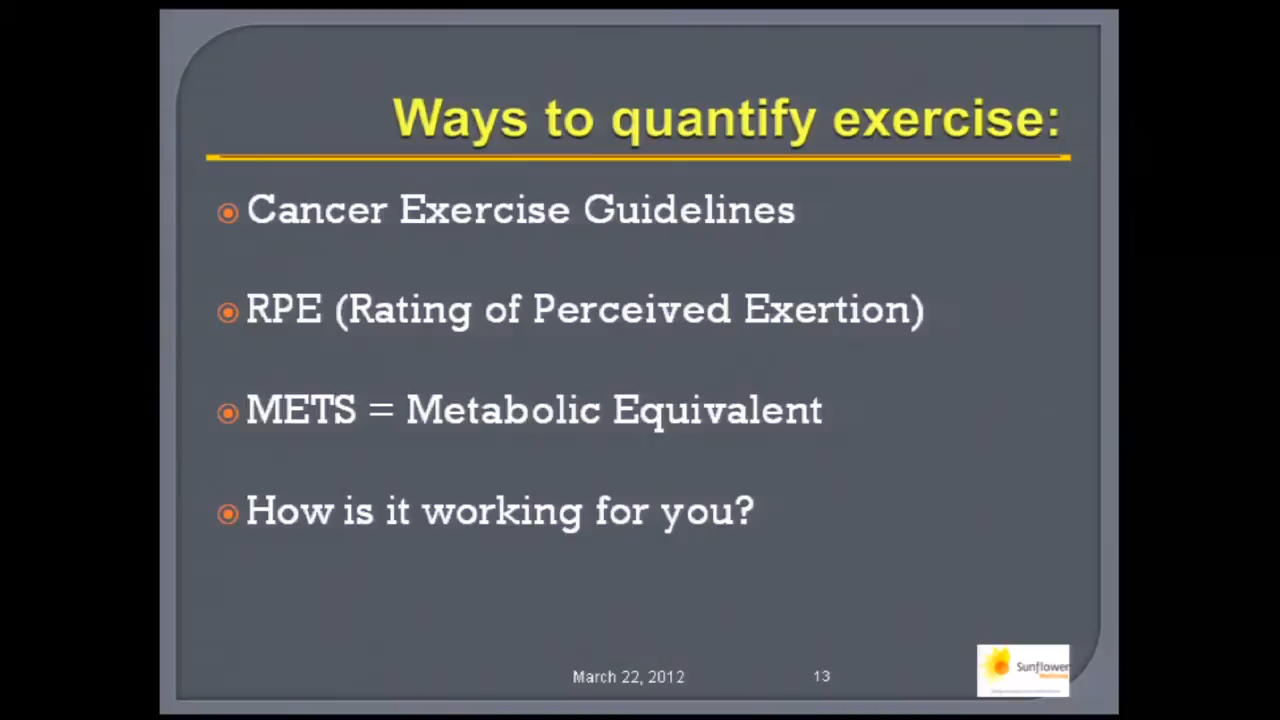 Ways to quantify exercise:
Cancer Exercise Guidelines
RPE (Rating of Perceived Exertion)
METS = Metabolic Equivalent
How is it working for you?
March 22, 2012
13
Sunflower